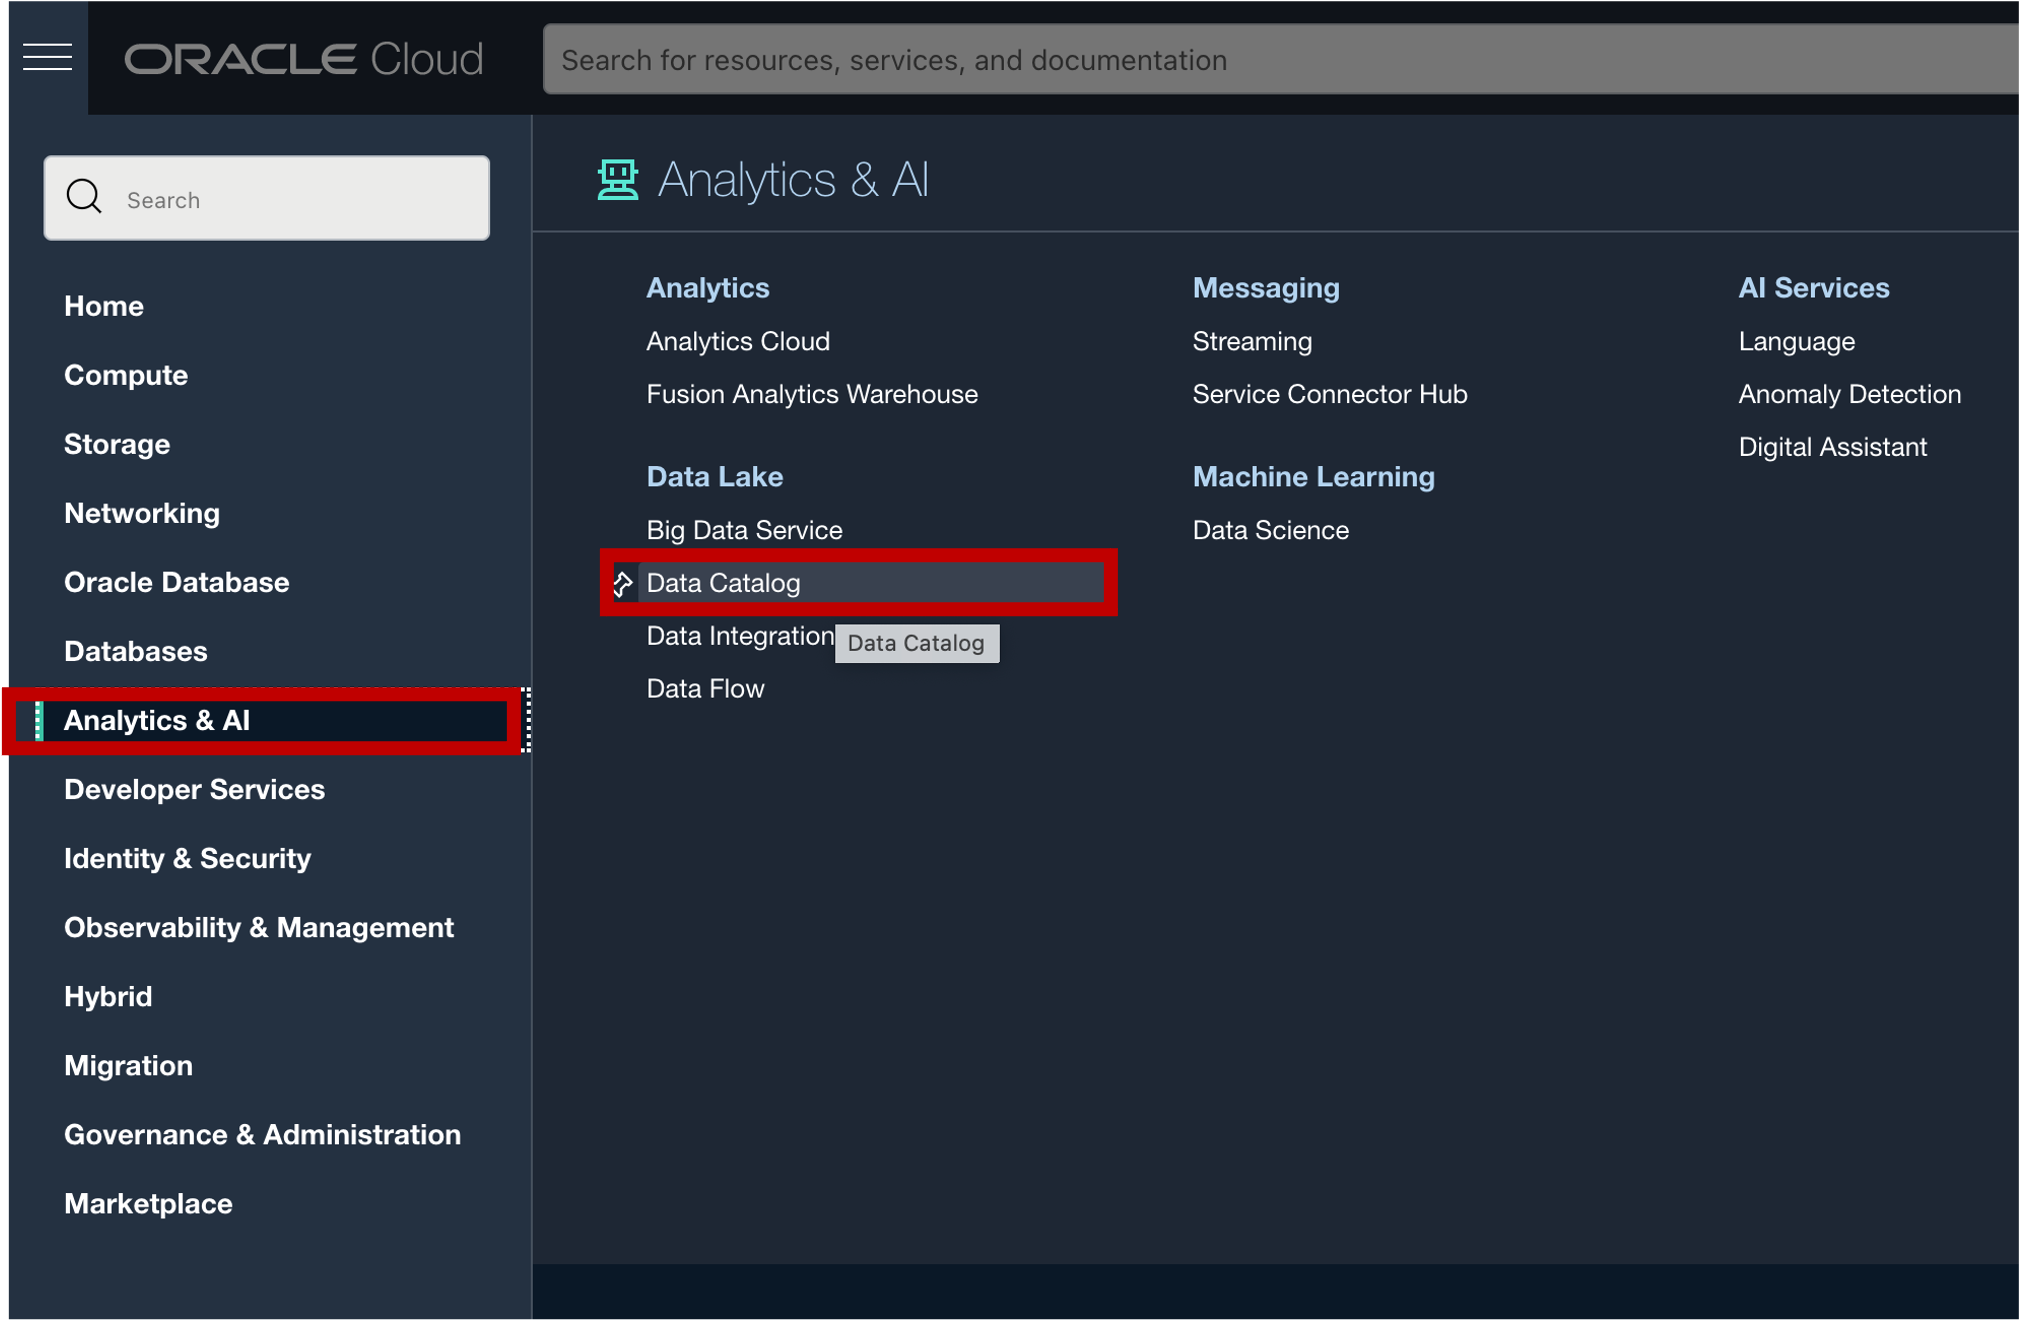 ORACLE Cloud
Search for resources, services, and documentation
Search
Home
Compute
Storage
Networking
Oracle Database
Databases
Analytics & AI
Developer Services
Identity & Security
Observability & Management
Hybrid
Migration
Governance & Administration
Marketplace
Analytics & AI
Analytics
Analytics Cloud
Fusion Analytics Warehouse
Data Lake
Big Data Service
Data Catalog
Data Integration
Data Catalog
Data Flow
Messaging
Streaming
Service Connector Hub
Machine Learning
Data Science
AI Services
Language
Anomaly Detection
Digital Assistant